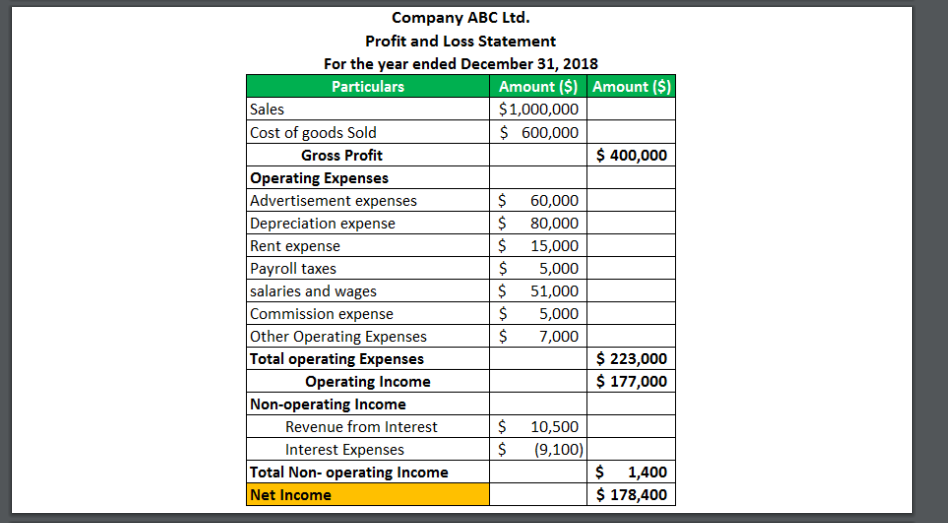 Company ABC Ltd.
Profit and Loss Statement
For the year ended December 31, 2018
Particulars Amount ($) Amount ($)
Sales $1,000,000
Cost of goods Sold $ 600,000
Gross Profit $ 400,000
Operating Expenses
Advertisement expenses $ 60,000
Depreciation expense $ 80,000
Rent expense $ 15,000
Payroll taxes $ 5,000
salaries and wages $ 51,000
Commission expense $ 5,000
Other Operating Expenses $ 7,000
Total operating Expenses $ 223,000
Operating Income $ 177,000
Non-operating Income
Revenue from Interest $ 10,500
Interest Expenses $ (9,100)
Total Non- operating Income $ 1,400
Net Income $ 178,400